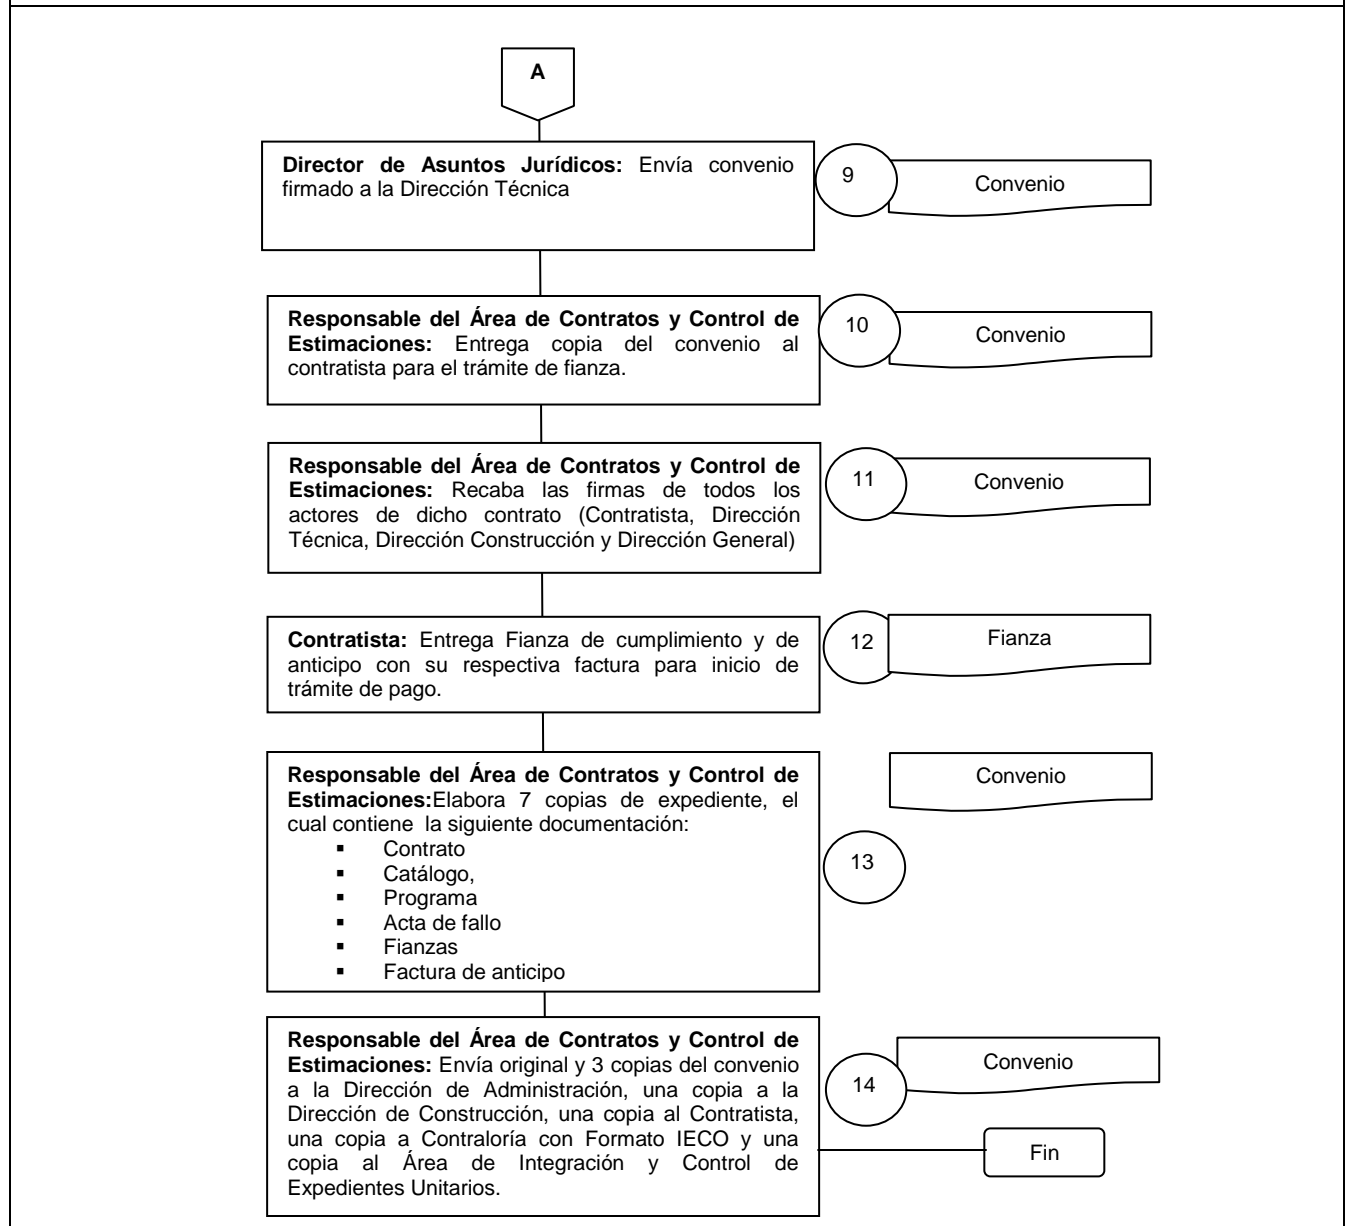 A
Director de Asuntos Jurídicos: Envía convenio
firmado a la Dirección Técnica
9
Convenio
Responsable del Área de Contratos y Control de
Estimaciones: Entrega copia del convenio al
contratista para el trámite de fianza.
10
Convenio
Responsable del Área de Contratos y Control de
Estimaciones: Recaba las firmas de todos los
actores de dicho contrato (Contratista, Dirección
Técnica, Dirección Construcción y Dirección General)
11
Convenio
Contratista: Entrega Fianza de cumplimiento y de
anticipo con su respectiva factura para inicio de
trámite de pago.
12
Fianza
Responsable del Área de Contratos y Control de
Estimaciones:Elabora 7 copias de expediente, el
cual contiene la siguiente documentación:
▪ Contrato
▪ Catálogo,
▪ Programa
▪ Acta de fallo
▪ Fianzas
▪ Factura de anticipo
13
Convenio
Responsable del Área de Contratos y Control de
Estimaciones: Envía original y 3 copias del convenio
a la Dirección de Administración, una copia a la
Dirección de Construcción, una copia al Contratista,
una copia a Contraloría con Formato IECO y una
copia al Área de Integración y Control de
Expedientes Unitarios.
14
Convenio
Fin